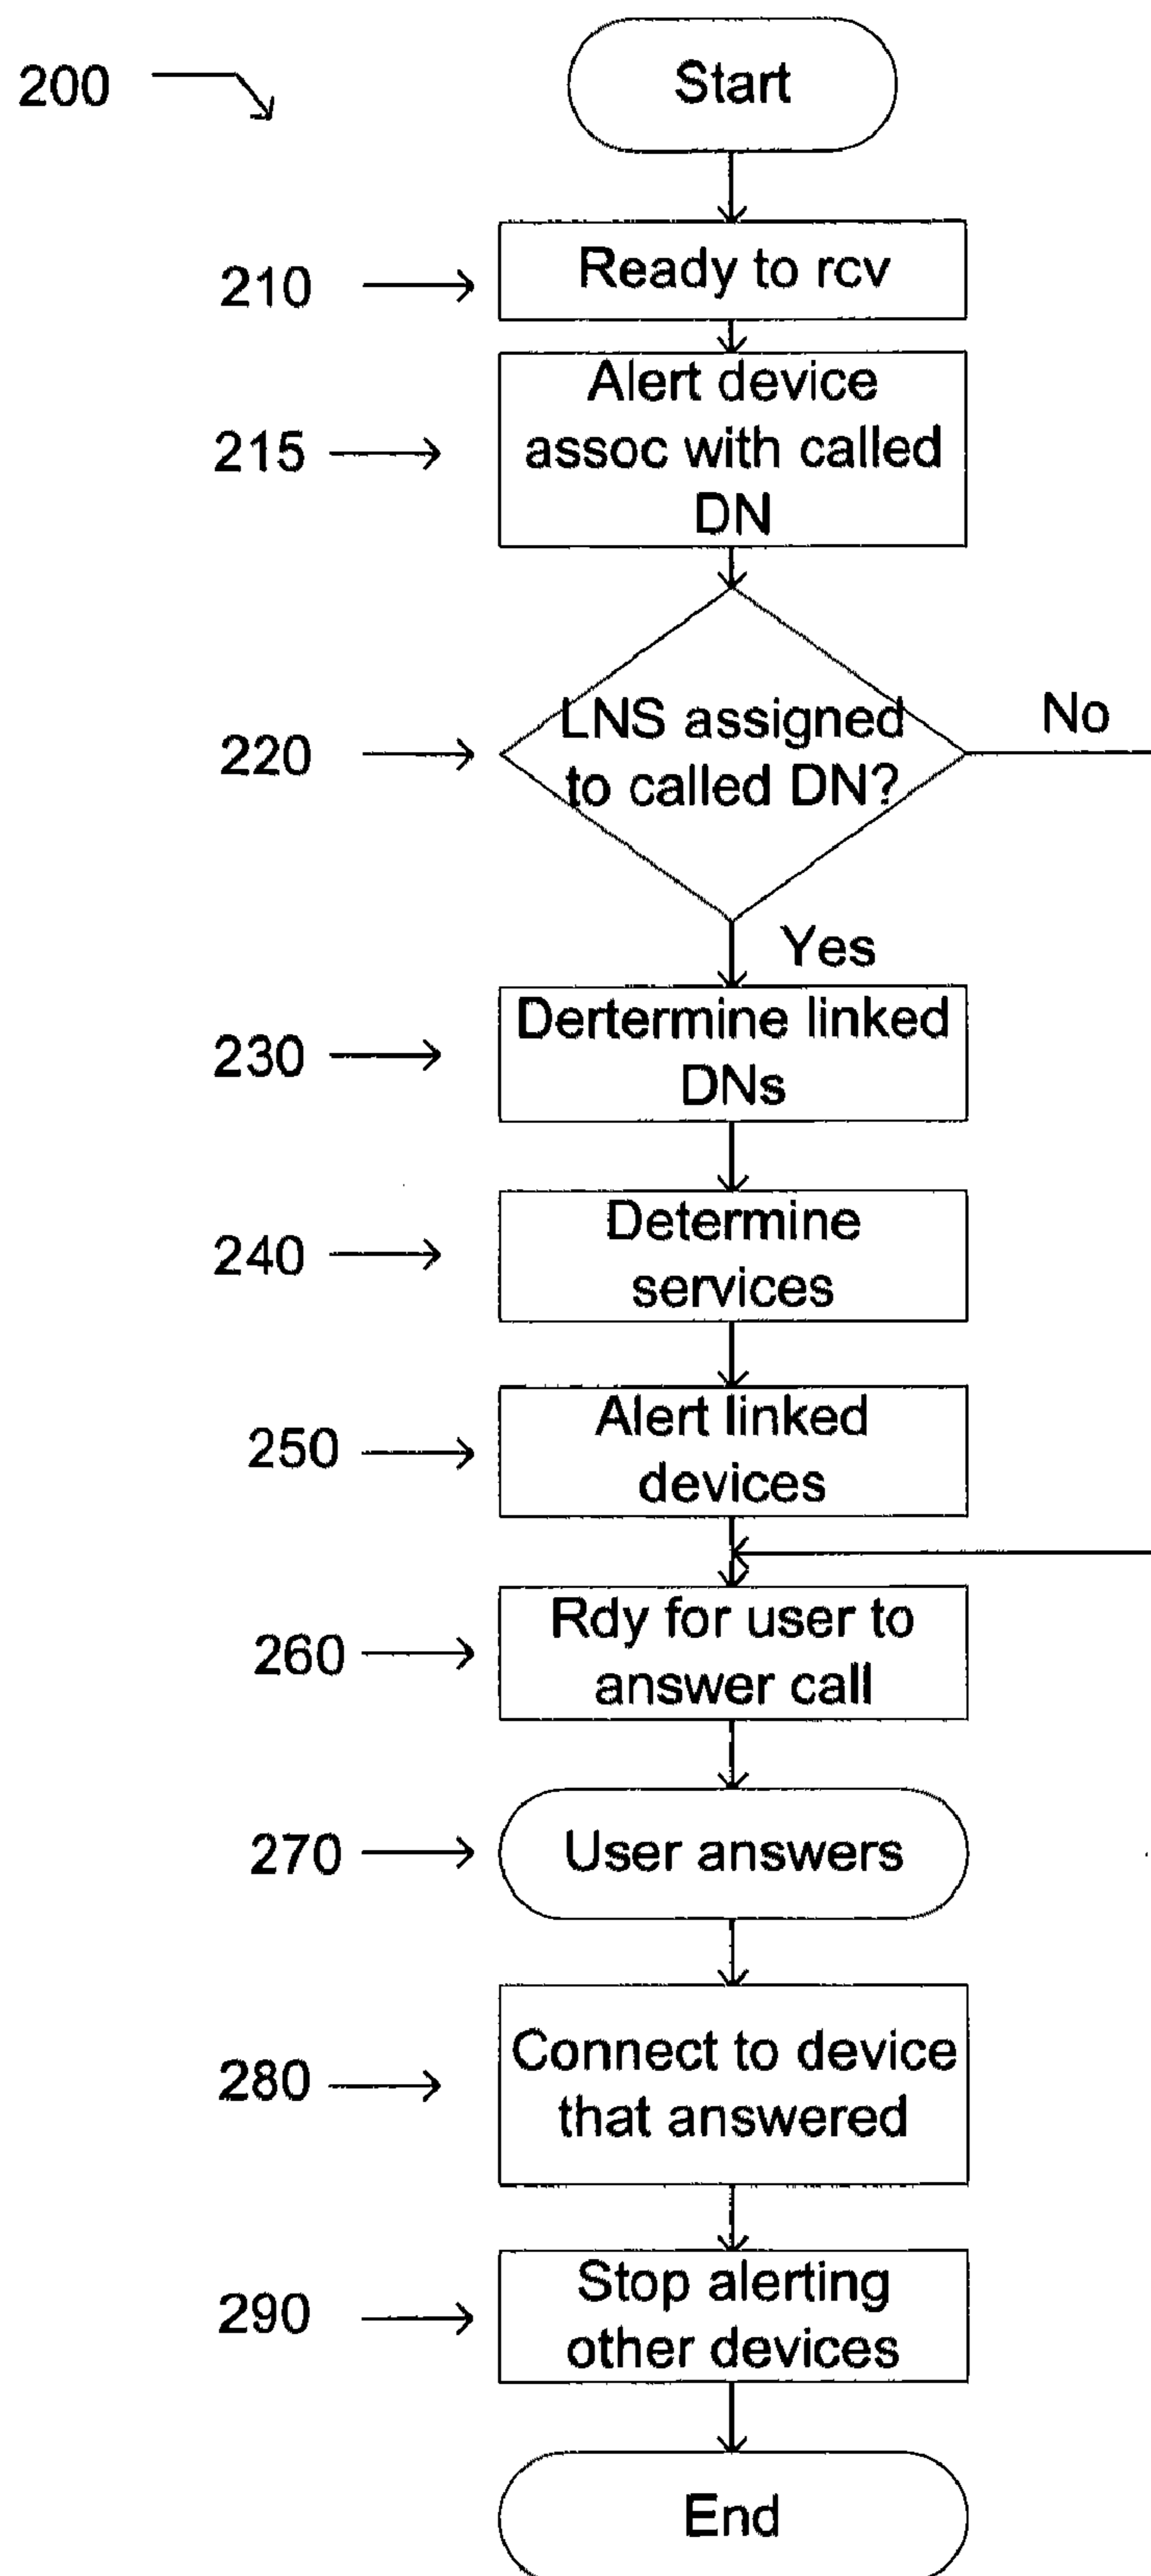 200
Start
210
Ready to rcv
215
Alert device
assoc with called
DN
220
LNS assigned
to called DN?
No
Yes
230
Dertermine linked
DNs
240
Determine
services
250
Alert linked
devices
260
Rdy for user to
answer call
270
User answers
280
Connect to device
that answered
290
Stop alerting
other devices
End